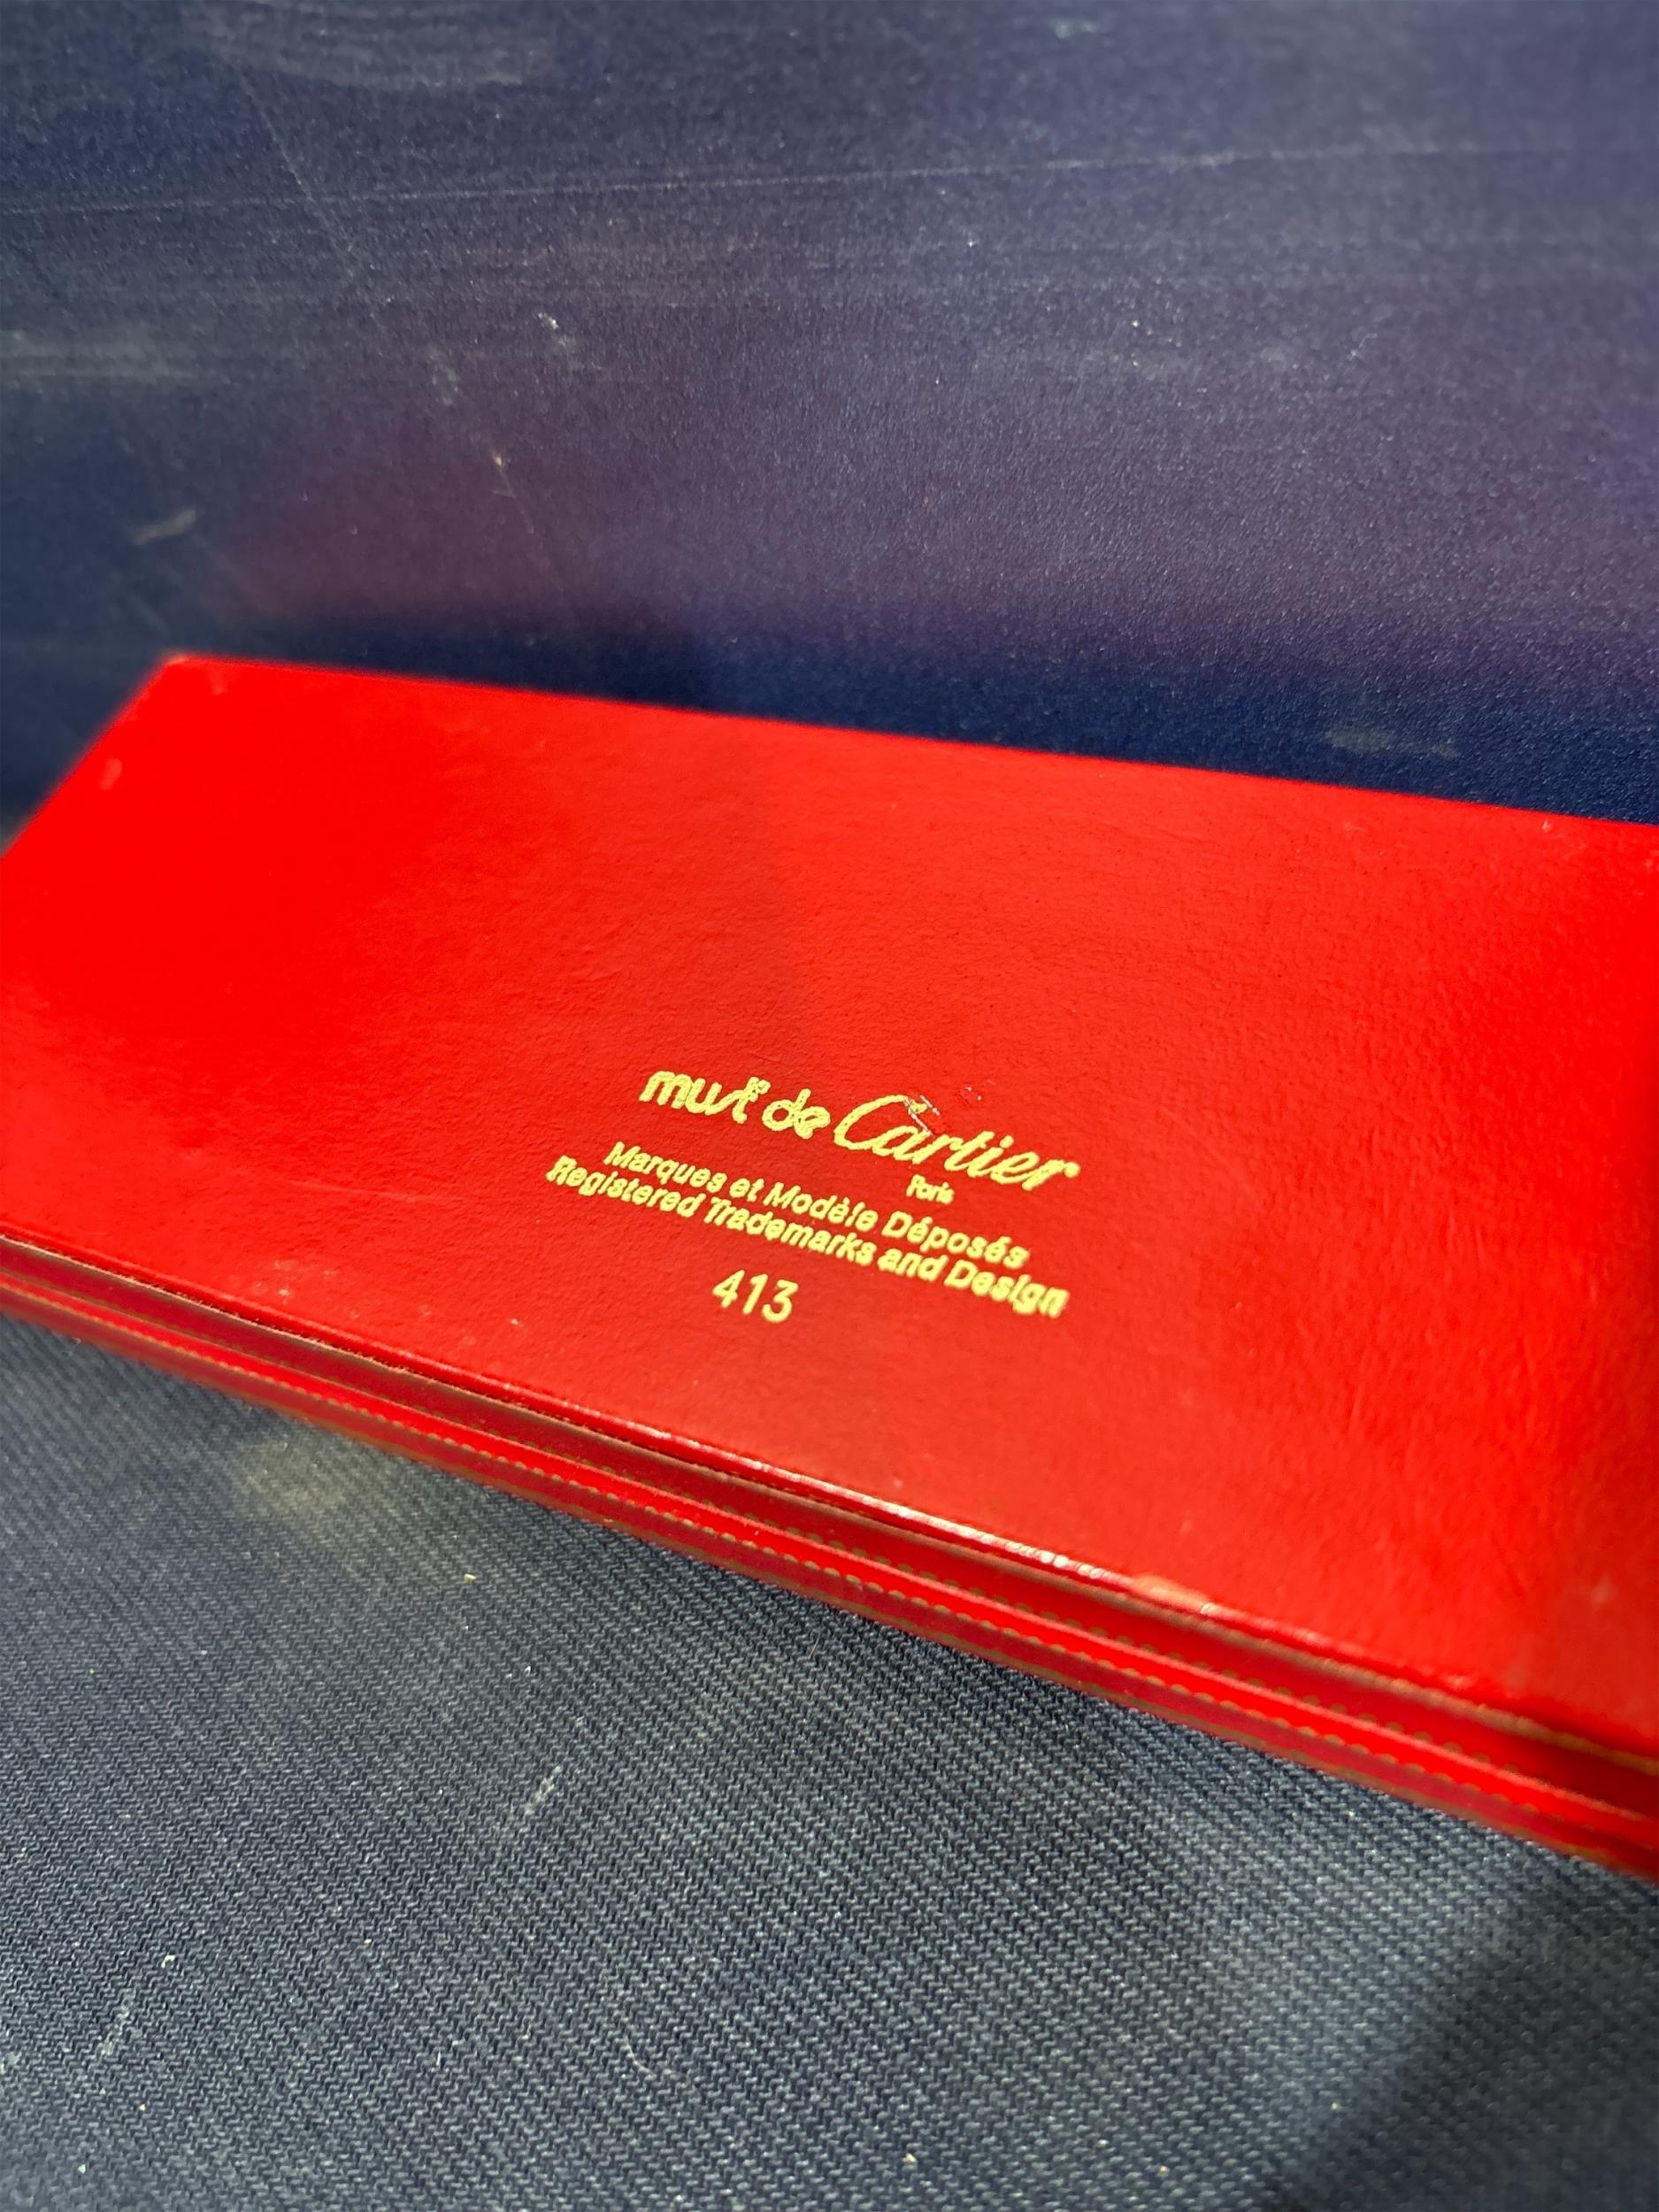 must de Cartier
Paris
Marques et Modèle Déposés
Registered Trademarks and Design
413